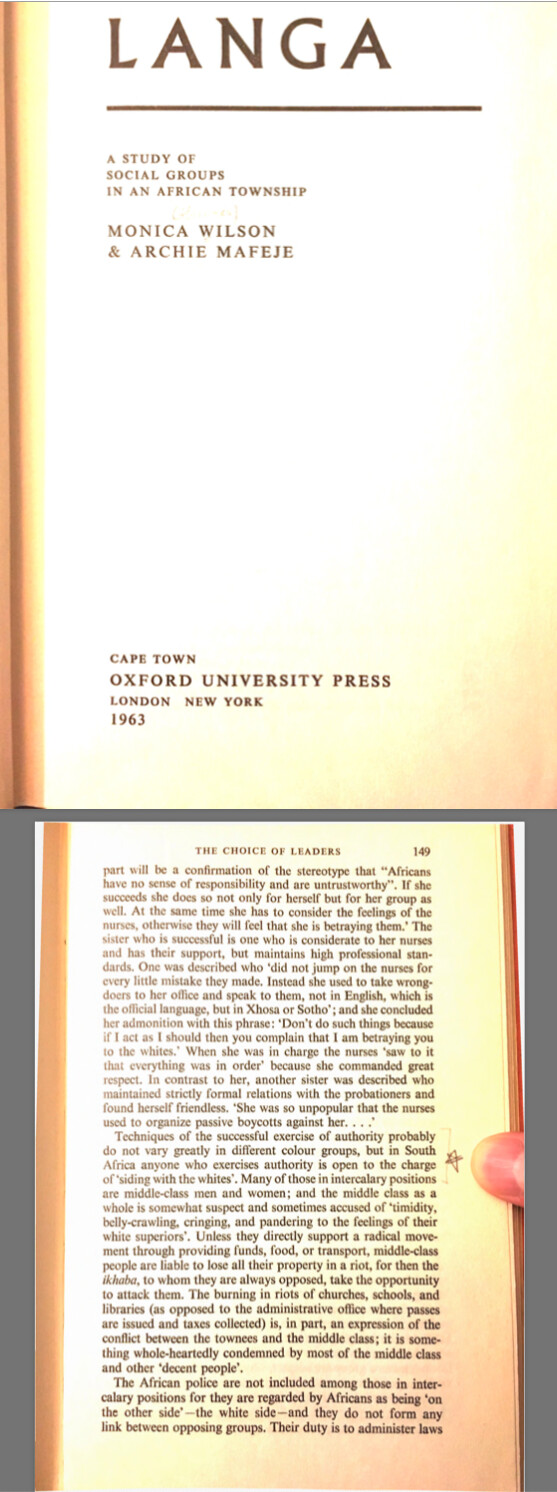 LANGA
A STUDY OF
SOCIAL GROUPS
IN AN AFRICAN TOWNSHIP
MONICA WILSON
& ARCHIE MAFEJE
CAPE TOWN
OXFORD UNIVERSITY PRESS
LONDON NEW YORK
1963
THE CHOICE OF LEADERS 149
part will be a confirmation of the stereotype that "Africans
have no sense of responsibility and are untrustworthy". If she
succeeds she does so not only for herself but for her group as
well. At the same time she has to consider the feelings of the
nurses, otherwise they will feel that she is betraying them.' The
sister who is successful is one who is considerate to her nurses
and has their support, but maintains high professional stan-
dards. One was described who 'did not jump on the nurses for
every little mistake they made. Instead she used to take wrong-
doers to her office and speak to them, not in English, which is
the official language, but in Xhosa or Sotho'; and she concluded
her admonition with this phrase: 'Don't do such things because
if I act as I should then you complain that I am betraying you
to the whites.' When she was in charge the nurses 'saw to it
that everything was in order' because she commanded great
respect. In contrast to her, another sister was described who
maintained strictly formal relations with the probationers and
found herself friendless. 'She was so unpopular that the nurses
used to organize passive boycotts against her. . . .'
Techniques of the successful exercise of authority probably
do not vary greatly in different colour groups, but in South
Africa anyone who exercises authority is open to the charge
of 'siding with the whites'. Many of those in intercalary positions
are middle-class men and women; and the middle class as a
whole is somewhat suspect and sometimes accused of 'timidity,
belly-crawling, cringing, and pandering to the feelings of their
white superiors'. Unless they directly support a radical move-
ment through providing funds, food, or transport, middle-class
people are liable to lose all their property in a riot, for then the
ikhaba, to whom they are always opposed, take the opportunity
to attack them. The burning in riots of churches, schools, and
libraries (as opposed to the administrative office where passes
are issued and taxes collected) is, in part, an expression of the
conflict between the townees and the middle class; it is some-
thing whole-heartedly condemned by most of the middle class
and other 'decent people'.
The African police are not included among those in inter-
calary positions for they are regarded by Africans as being 'on
the other side'—the white side—and they do not form any
link between opposing groups. Their duty is to administer laws